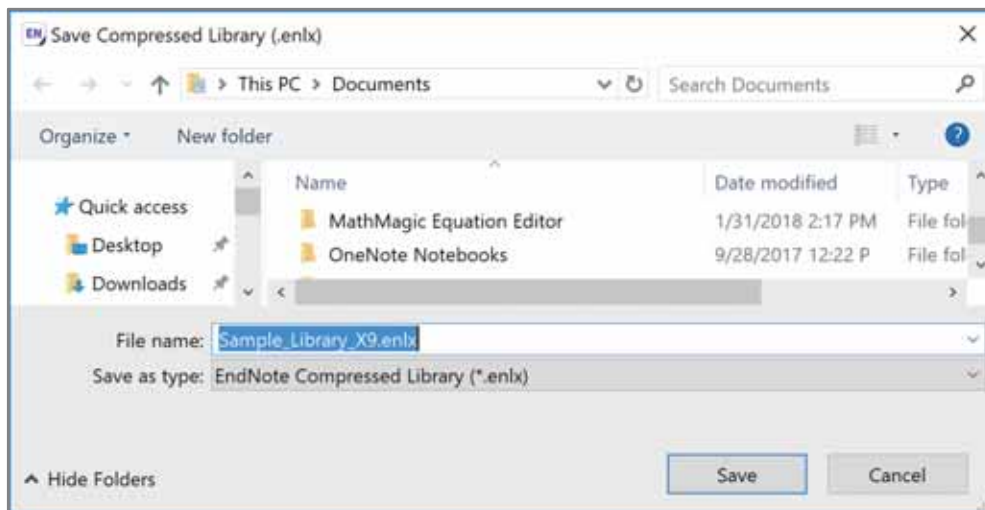 EN Save Compressed Library (.enlx)
This PC > Documents Search Documents
Organize New folder ?
Name Date modified Type
Quick access
MathMagic Equation Editor 1/31/2018 2:17 PM File fol
Desktop
OneNote Notebooks 9/28/2017 12:22 P File fol
Downloads
File name: Sample_Library_X9.enlx
Save as type: EndNote Compressed Library (*.enlx)
Hide Folders Save Cancel